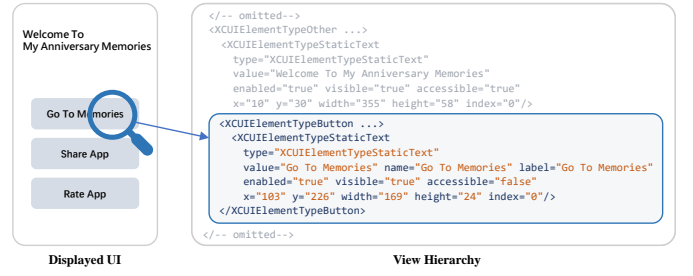 Welcome To
My Anniversary Memories
Go To Memories
Share App
Rate App
Displayed UI
</-- omitted-->
<XCUIElementTypeOther ...>
<XCUIElementTypeStaticText
type="XCUIElementTypeStaticText"
value="Welcome To My Anniversary Memories"
enabled="true" visible="true" accessible="true"
x="10" y="30" width="355" height="58" index="0"/>
<XCUIElementTypeButton ...>
<XCUIElementTypeStaticText
type="XCUIElementTypeStaticText"
value="Go To Memories" name="Go To Memories" label="Go To Memories"
enabled="true" visible="true" accessible="false"
x="103" y="226" width="169" height="24" index="0"/>
</XCUIElementTypeButton>
</-- omitted-->
View Hierarchy